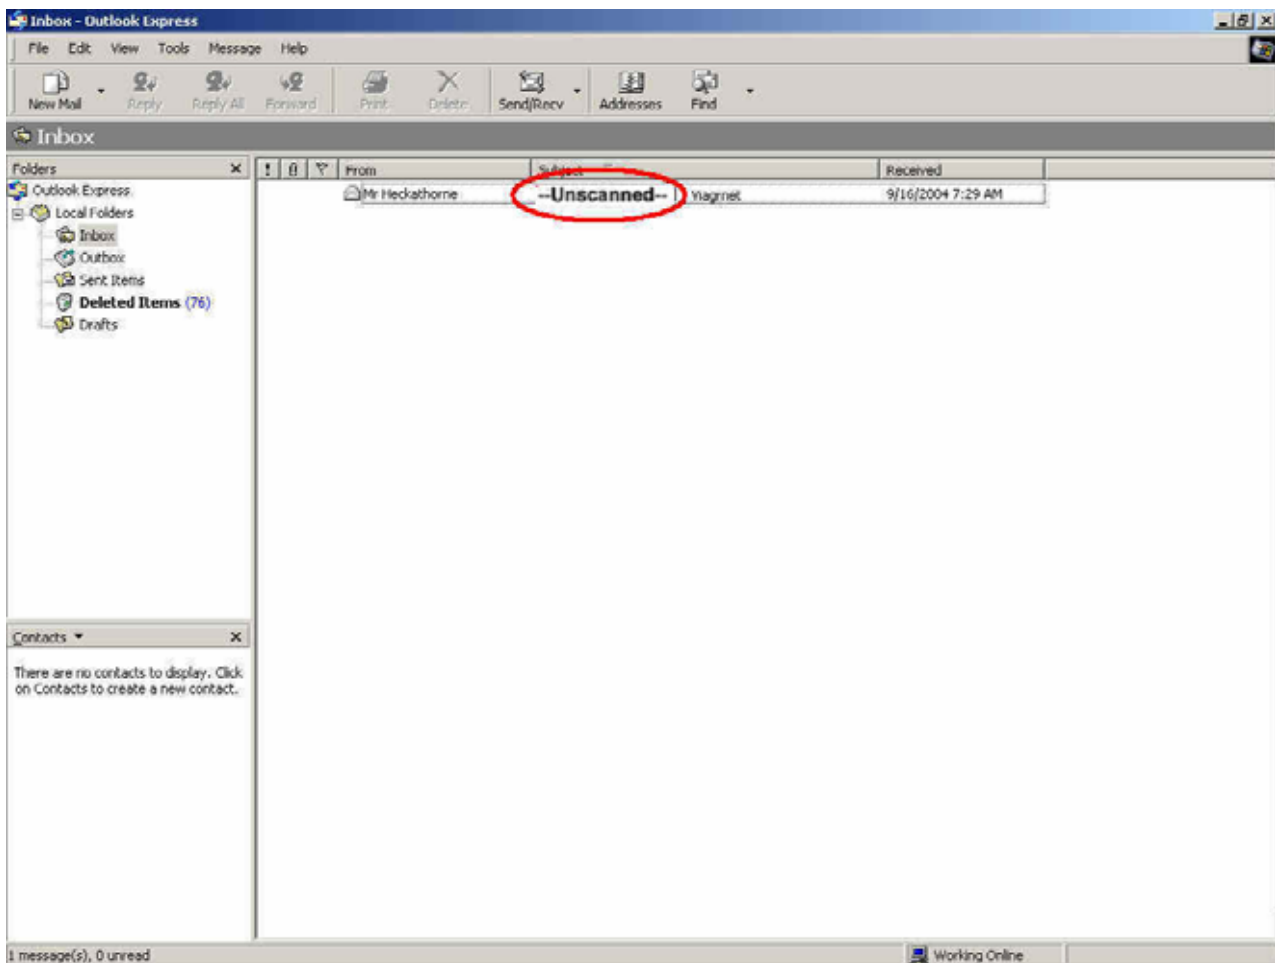 Inbox - Outlook Express
File Edit View Tools Message Help
New Mail Reply Reply All Forward Print Delete Send/Recv Addresses Find
Inbox
Folders
! From Subject Received
Outlook Express
Mr Heckathorne --Unscanned-- Viagrnet 9/16/2004 7:29 AM
Local Folders
Inbox
Outbox
Sent Items
Deleted Items (76)
Drafts
Contacts
There are no contacts to display. Click
on Contacts to create a new contact.
1 message(s), 0 unread Working Online